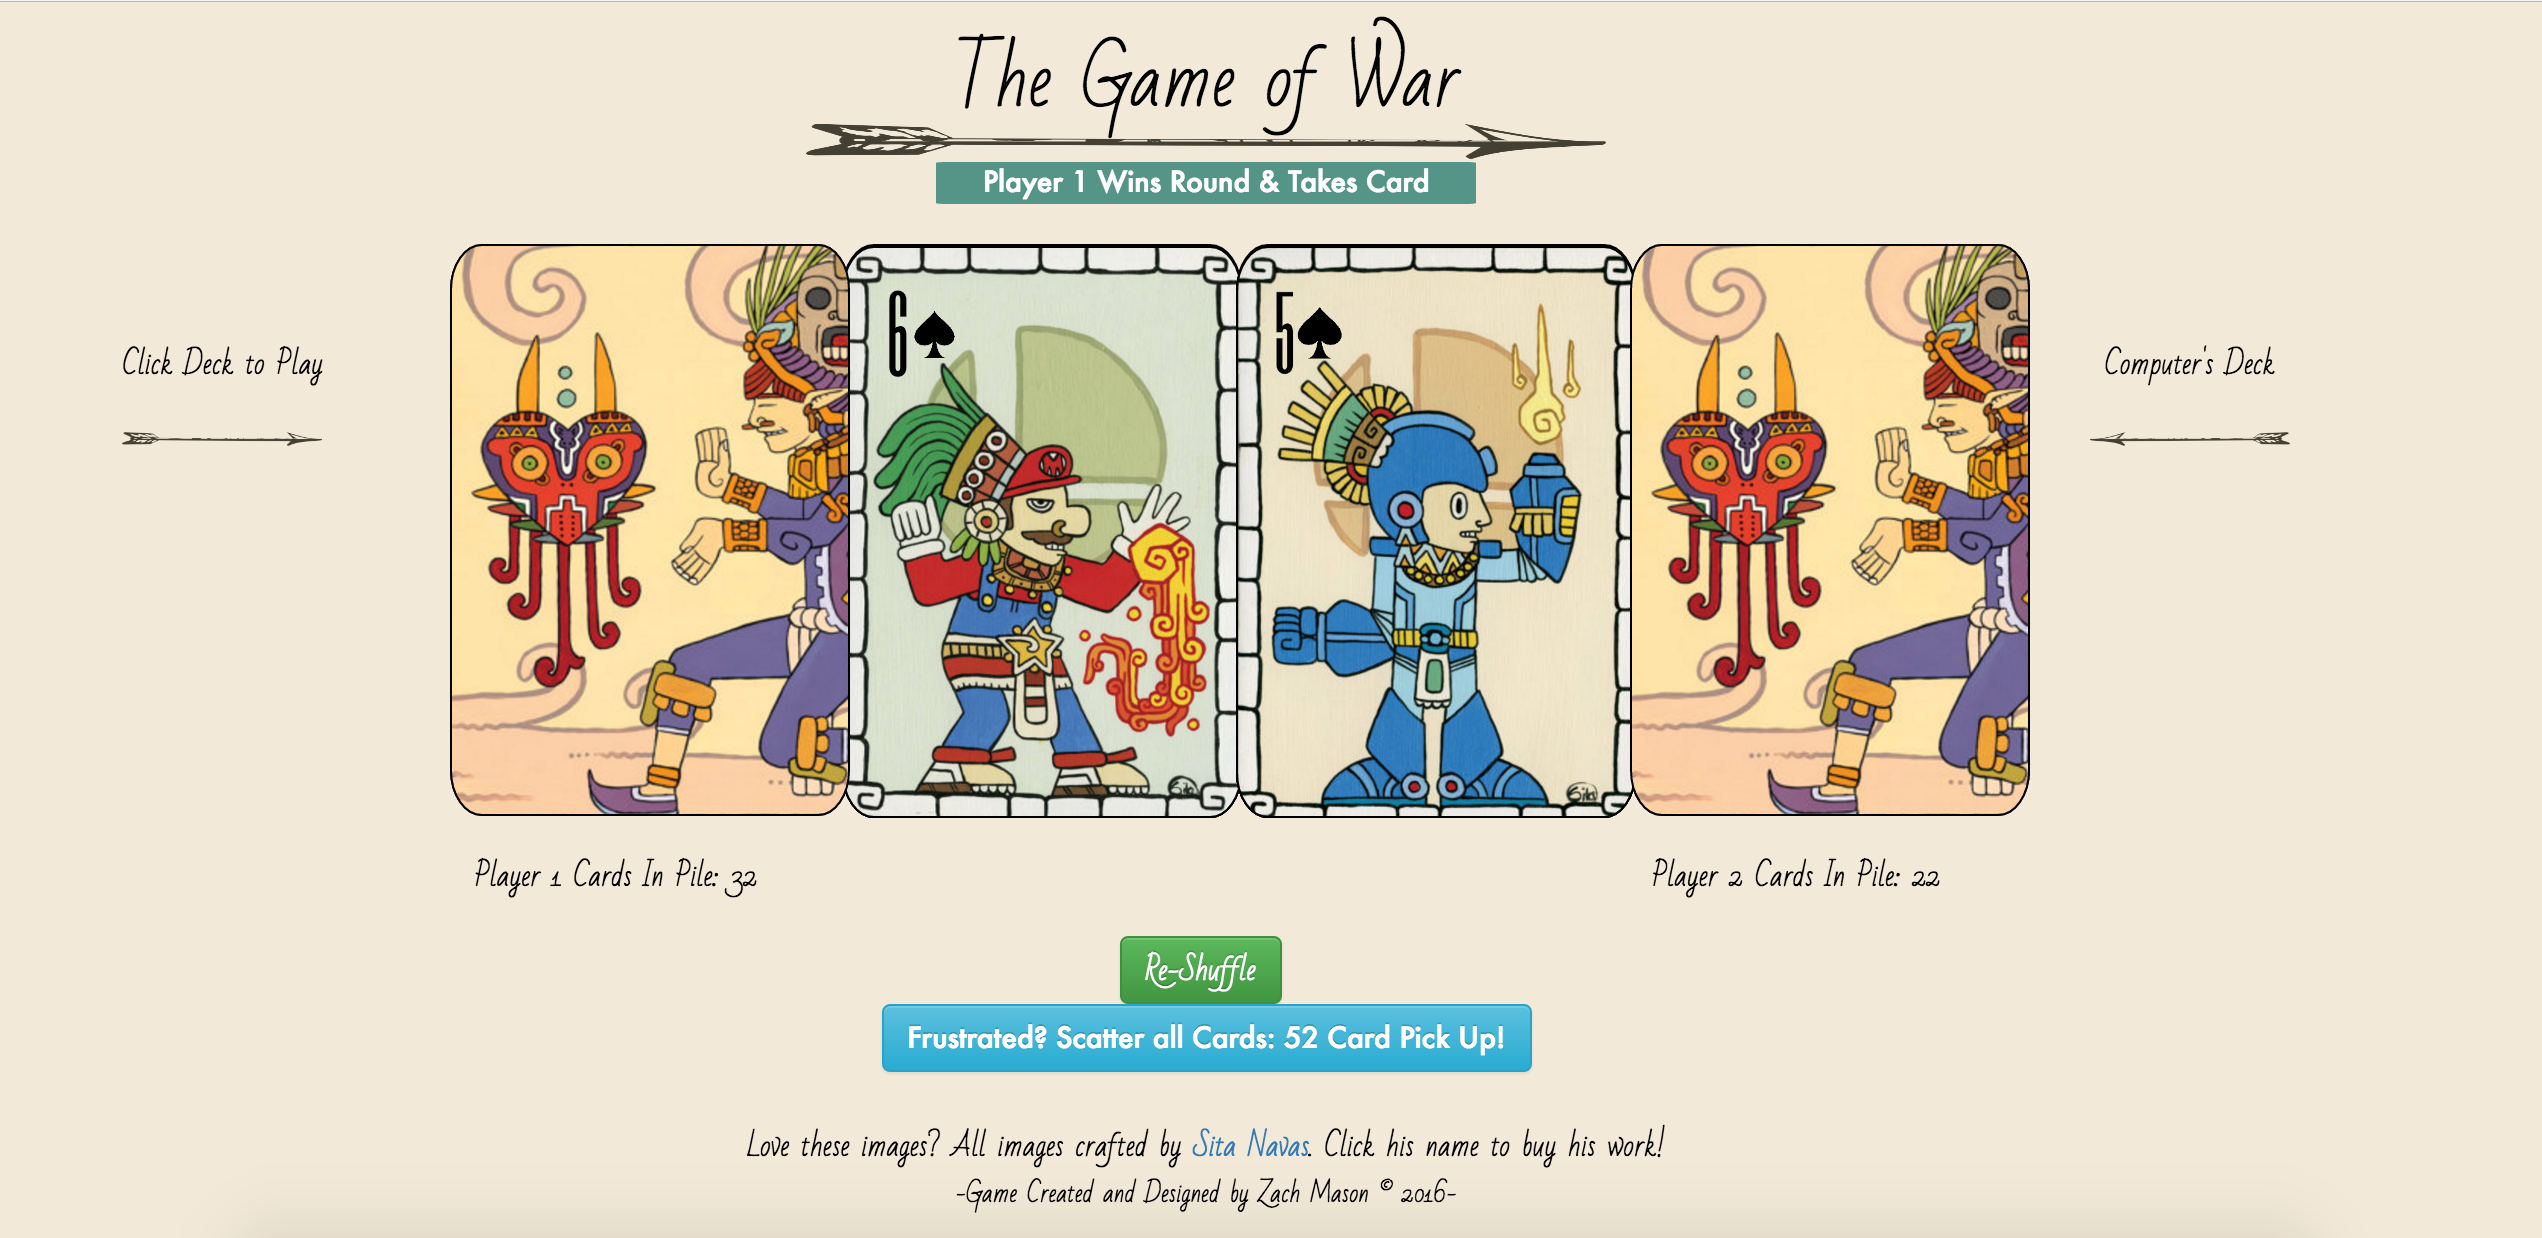 The Game of War
Player 1 Wins Round & Takes Card
Click Deck to Play
6♠
M
5♠
Computer's Deck
Sita
Sita
Player 1 Cards In Pile: 32
Player 2 Cards In Pile: 22
Re-Shuffle
Frustrated? Scatter all Cards: 52 Card Pick Up!
Love these images? All images crafted by Sita Navas. Click his name to buy his work!
-Game Created and Designed by Zach Mason © 2016-